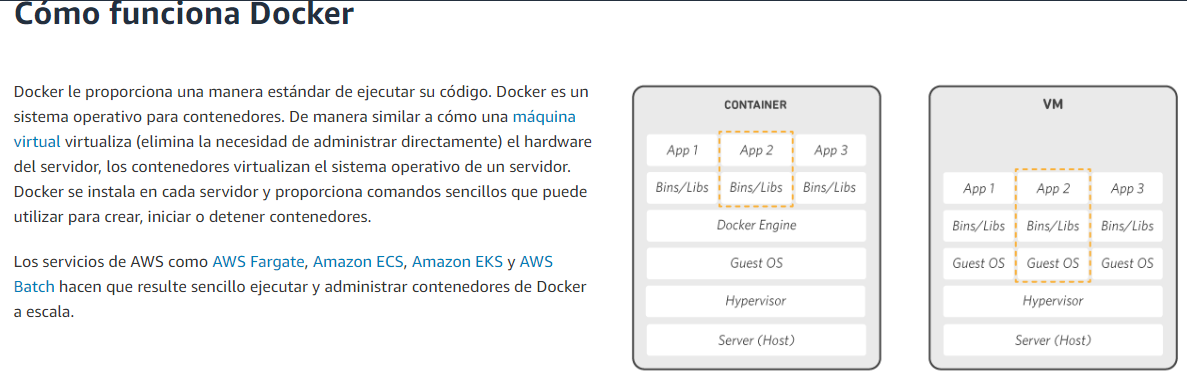 Cómo funciona Docker
Docker le proporciona una manera estándar de ejecutar su código. Docker es un
sistema operativo para contenedores. De manera similar a cómo una máquina
virtual virtualiza (elimina la necesidad de administrar directamente) el hardware
del servidor, los contenedores virtualizan el sistema operativo de un servidor.
Docker se instala en cada servidor y proporciona comandos sencillos que puede
utilizar para crear, iniciar o detener contenedores.
Los servicios de AWS como AWS Fargate, Amazon ECS, Amazon EKS y AWS
Batch hacen que resulte sencillo ejecutar y administrar contenedores de Docker
a escala.
CONTAINER
App 1 App 2 App 3
Bins/Libs Bins/Libs Bins/Libs
Docker Engine
Guest OS
Hypervisor
Server (Host)
VM
App 1 App 2 App 3
Bins/Libs Bins/Libs Bins/Libs
Guest OS Guest OS Guest OS
Hypervisor
Server (Host)